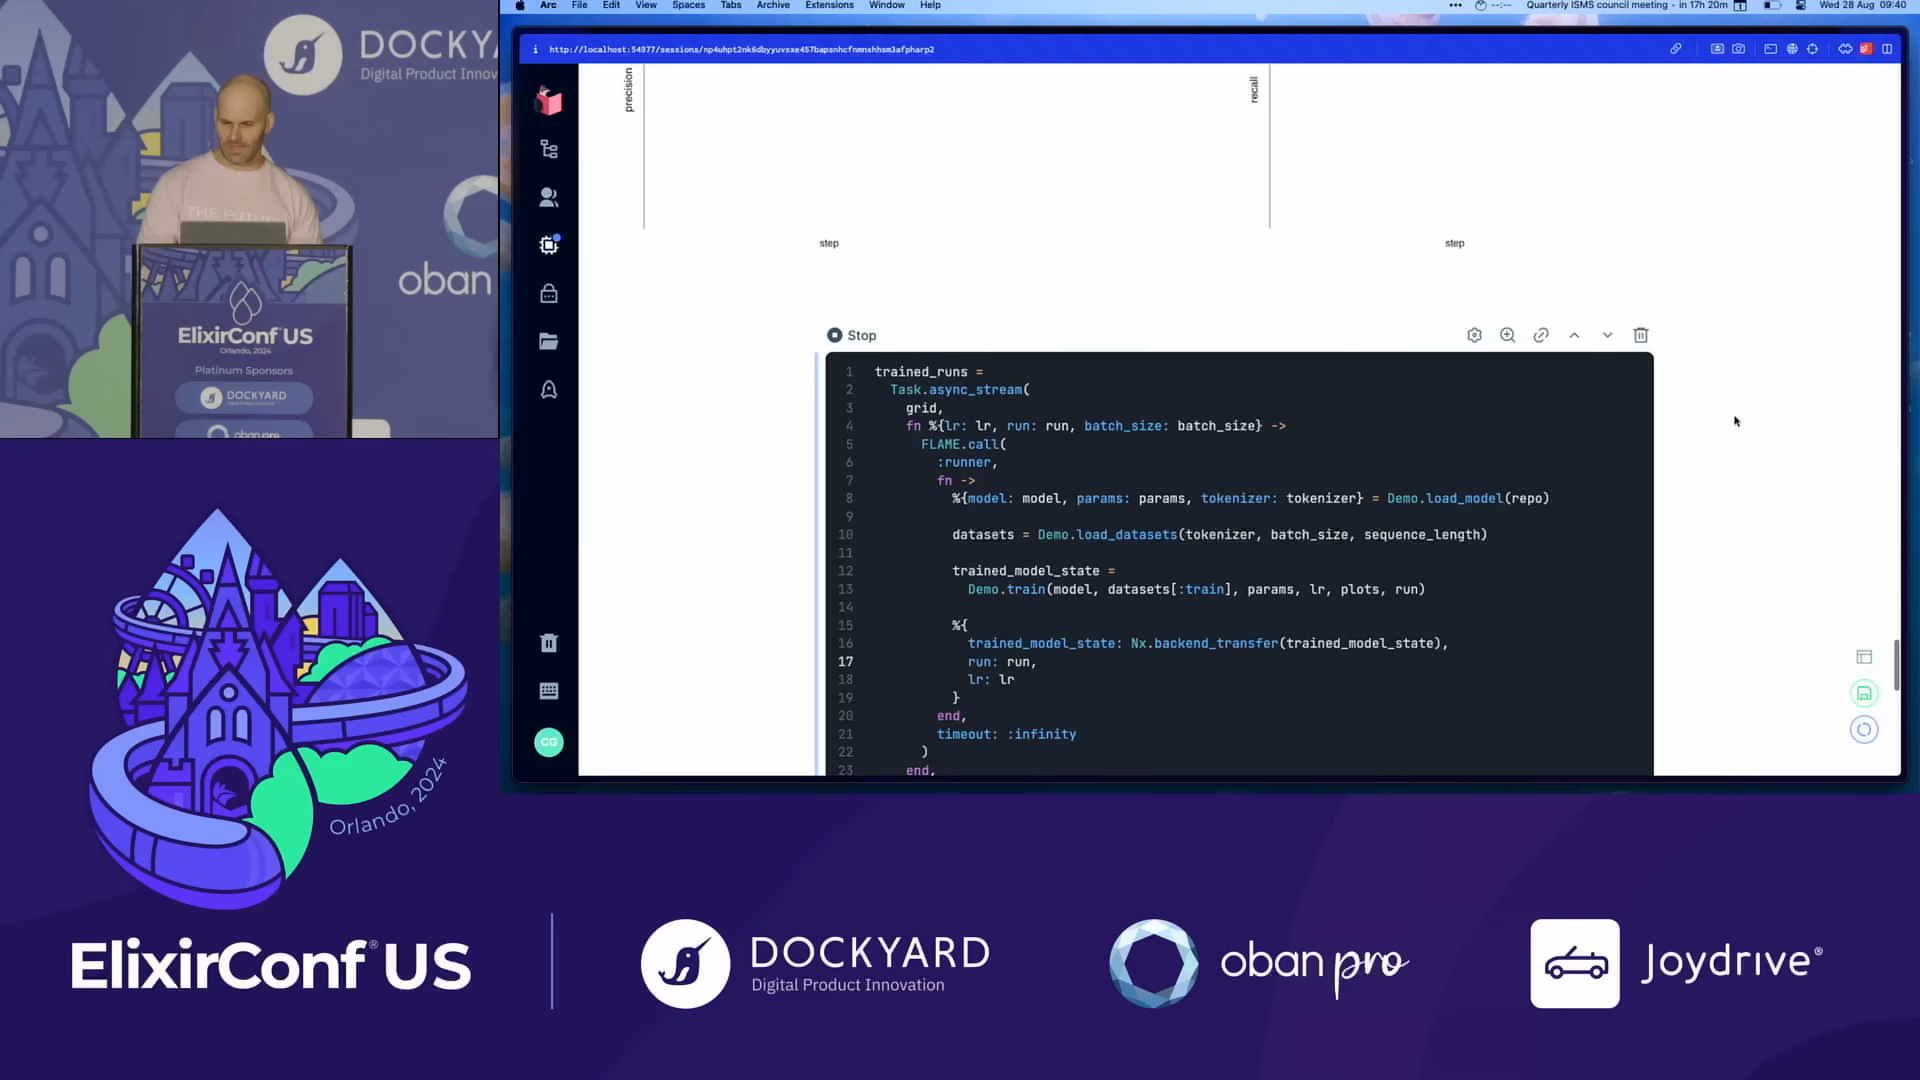 DOCKYA
Digital Product Innov
oban
THE FUTU
ElixirConf US
Orlando, 2024
Platinum Sponsors
DOCKYARD
oban pro
Arc File Edit View Spaces Tabs Archive Extensions Window Help
Quarterly ISMS council meeting · in 17h 20m
Wed 28 Aug 09:40
precision
recall
step
step
Stop
1 trained_runs =
2 Task.async_stream(
3 grid,
4 fn %{lr: lr, run: run, batch_size: batch_size} ->
5 FLAME.call(
6 :runner,
7 fn ->
8 %{model: model, params: params, tokenizer: tokenizer} = Demo.load_model(repo)
9
10 datasets = Demo.load_datasets(tokenizer, batch_size, sequence_length)
11
12 trained_model_state =
13 Demo.train(model, datasets[:train], params, lr, plots, run)
14
15 %{
16 trained_model_state: Nx.backend_transfer(trained_model_state),
17 run: run,
18 lr: lr
19 }
20 end,
21 timeout: :infinity
22 )
23 end,
CG
Orlando, 2024
ElixirConf® US
DOCKYARD
Digital Product Innovation
oban pro
Joydrive®